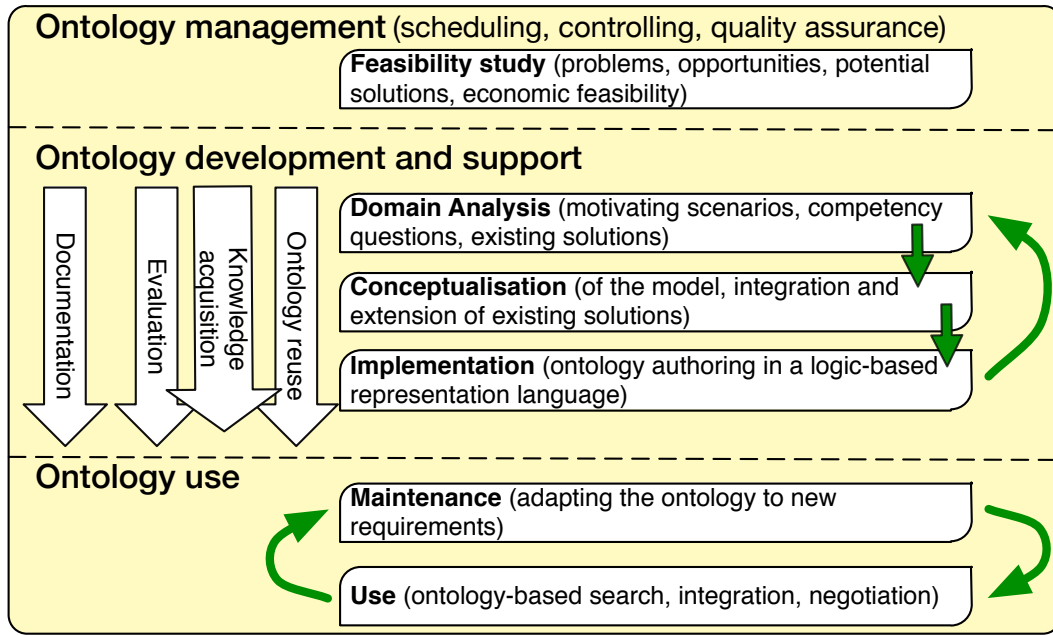 Ontology management (scheduling, controlling, quality assurance)
Feasibility study (problems, opportunities, potential
solutions, economic feasibility)
Ontology development and support
Documentation
Evaluation
Knowledge
acquisition
Ontology reuse
Domain Analysis (motivating scenarios, competency
questions, existing solutions)
Conceptualisation (of the model, integration and
extension of existing solutions)
Implementation (ontology authoring in a logic-based
representation language)
Ontology use
Maintenance (adapting the ontology to new
requirements)
Use (ontology-based search, integration, negotiation)